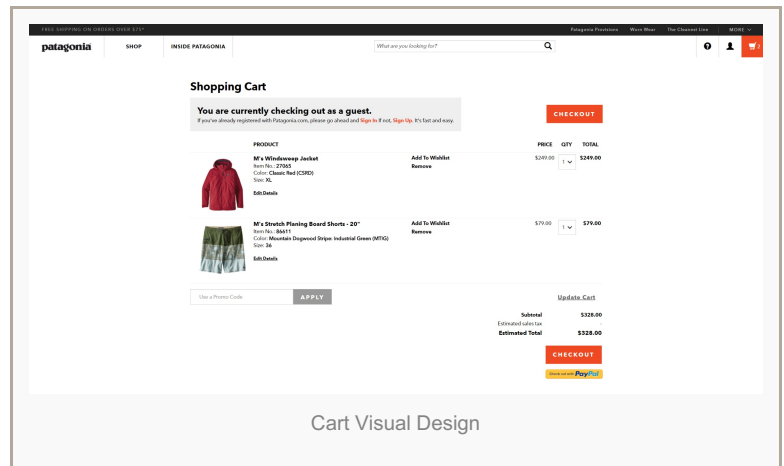 FREE SHIPPING ON ORDERS OVER $75*
Patagonia Provisions Worn Wear The Cleanest Line MORE
patagonia SHOP INSIDE PATAGONIA What are you looking for? 2
Shopping Cart
You are currently checking out as a guest.
If you've already registered with Patagonia.com, please go ahead and Sign In If not, Sign Up. It's fast and easy.
CHECKOUT
PRODUCT PRICE QTY TOTAL
M's Windsweep Jacket Add To Wishlist $249.00 1 $249.00
Item No.: 27065 Remove
Color: Classic Red (CSRD)
Size: XL
Edit Details
M's Stretch Planing Board Shorts - 20" Add To Wishlist $79.00 1 $79.00
Item No.: 86611 Remove
Color: Mountain Dogwood Stripe: Industrial Green (MTIG)
Size: 36
Edit Details
Use a Promo Code APPLY Update Cart
Subtotal $328.00
Estimated sales tax -
Estimated Total $328.00
CHECKOUT
Check out with PayPal
Cart Visual Design